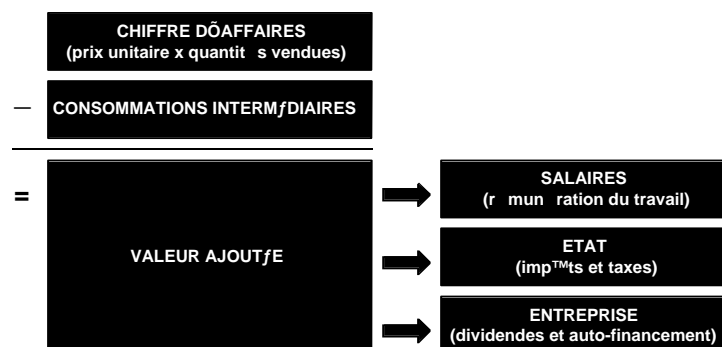 CHIFFRE DÕAFFAIRES
(prix unitaire x quantit s vendues)
— CONSOMMATIONS INTERMƒDIAIRES
=
VALEUR AJOUTƒE
SALAIRES
(r mun ration du travail)
ETAT
(imp™ts et taxes)
ENTREPRISE
(dividendes et auto-financement)